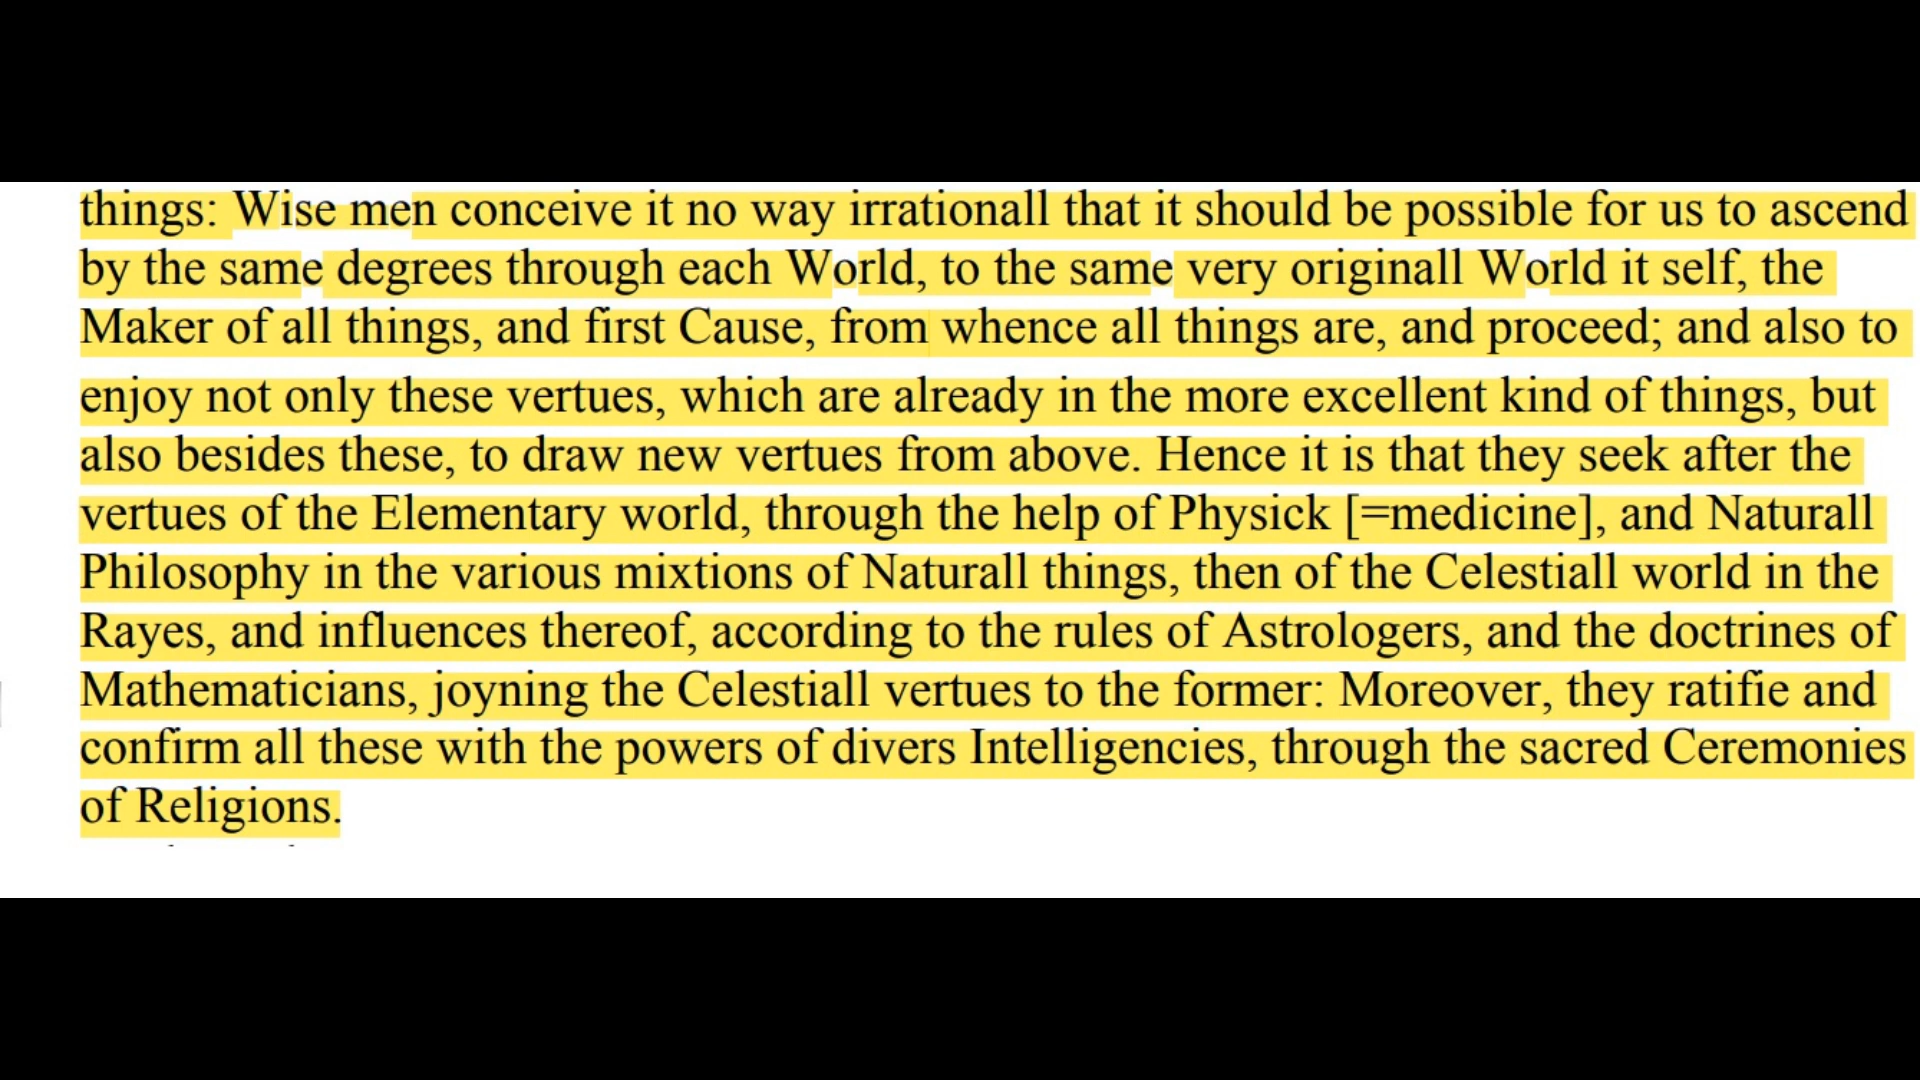 things: Wise men conceive it no way irrationall that it should be possible for us to ascend
by the same degrees through each World, to the same very originall World it self, the
Maker of all things, and first Cause, from whence all things are, and proceed; and also to
enjoy not only these vertues, which are already in the more excellent kind of things, but
also besides these, to draw new vertues from above. Hence it is that they seek after the
vertues of the Elementary world, through the help of Physick [=medicine], and Naturall
Philosophy in the various mixtions of Naturall things, then of the Celestiall world in the
Rayes, and influences thereof, according to the rules of Astrologers, and the doctrines of
Mathematicians, joyning the Celestiall vertues to the former: Moreover, they ratifie and
confirm all these with the powers of divers Intelligencies, through the sacred Ceremonies
of Religions.